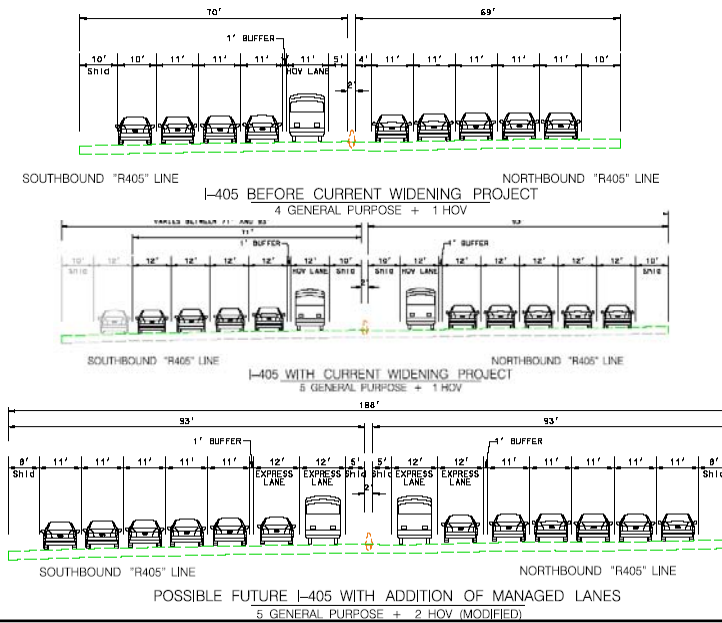 70' 69'
1' BUFFER
10' 10' 11' 11' 11' 11' 5' 4' 11' 11' 11' 11' 11' 10'
Shld HOV LANE
2'
SOUTHBOUND "R405" LINE NORTHBOUND "R405" LINE
I-405 BEFORE CURRENT WIDENING PROJECT
4 GENERAL PURPOSE + 1 HOV
VARIES BETWEEN 71' AND 83' 93'
71'
1' BUFFER 1' BUFFER
10' 12' 12' 12' 12' 12' 12' 10' 10' 12' 12' 12' 12' 12' 12' 10'
Shld HOV LANE Shld Shld HOV LANE Shld
2'
SOUTHBOUND "R405" LINE NORTHBOUND "R405" LINE
I-405 WITH CURRENT WIDENING PROJECT
5 GENERAL PURPOSE + 1 HOV
188'
93' 93'
1' BUFFER 1' BUFFER
8' 11' 11' 11' 11' 11' 12' 12' 5' 5' 12' 12' 11' 11' 11' 11' 11' 8'
Shld EXPRESS LANE EXPRESS LANE Shld Shld EXPRESS LANE EXPRESS LANE Shld
2'
SOUTHBOUND "R405" LINE NORTHBOUND "R405" LINE
POSSIBLE FUTURE I-405 WITH ADDITION OF MANAGED LANES
5 GENERAL PURPOSE + 2 HOV (MODIFIED)